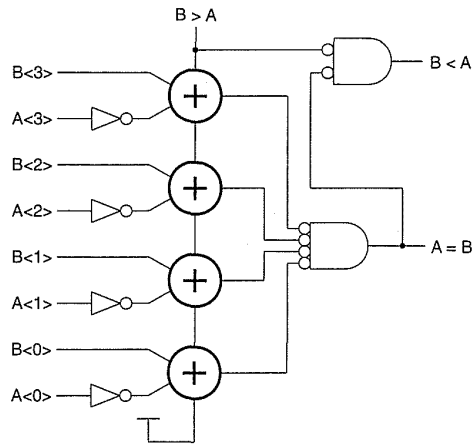 B > A
B<3>
B < A
A<3>
B<2>
A<2>
B<1>
A = B
A<1>
B<0>
A<0>